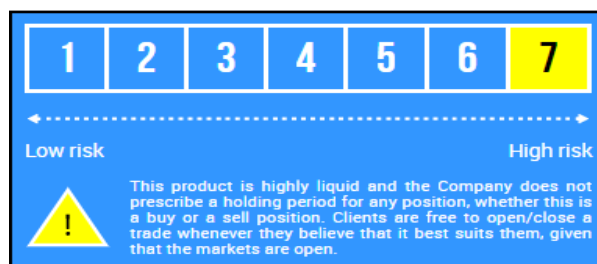 1 2 3 4 5 6 7
Low risk High risk
This product is highly liquid and the Company does not
prescribe a holding period for any position, whether this is
a buy or a sell position. Clients are free to open/close a
trade whenever they believe that it best suits them, given
that the markets are open.
!